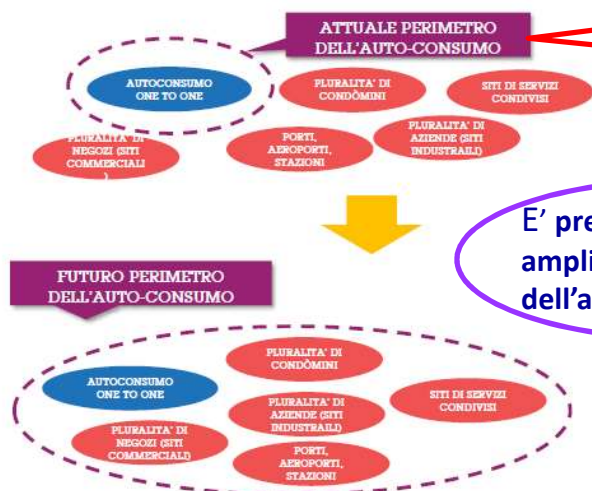 ATTUALE PERIMETRO
DELL'AUTO-CONSUMO
AUTOCONSUMO
ONE TO ONE
PLURALITA' DI
CONDÒMINI
SITI DI SERVIZI
CONDIVISI
PLURALITA' DI
NEGOZI (SITI
COMMERCIALI
)
PORTI,
AEROPORTI,
STAZIONI
PLURALITA' DI
AZIENDE (SITI
INDUSTRAILI)
E' pre
ampli
dell'a
FUTURO PERIMETRO
DELL'AUTO-CONSUMO
PLURALITA' DI
CONDÒMINI
AUTOCONSUMO
ONE TO ONE
PLURALITA' DI
AZIENDE (SITI
INDUSTRAILI)
SITI DI SERVIZI
CONDIVISI
PLURALITA' DI
NEGOZI (SITI
COMMERCIALI)
PORTI,
AEROPORTI,
STAZIONI